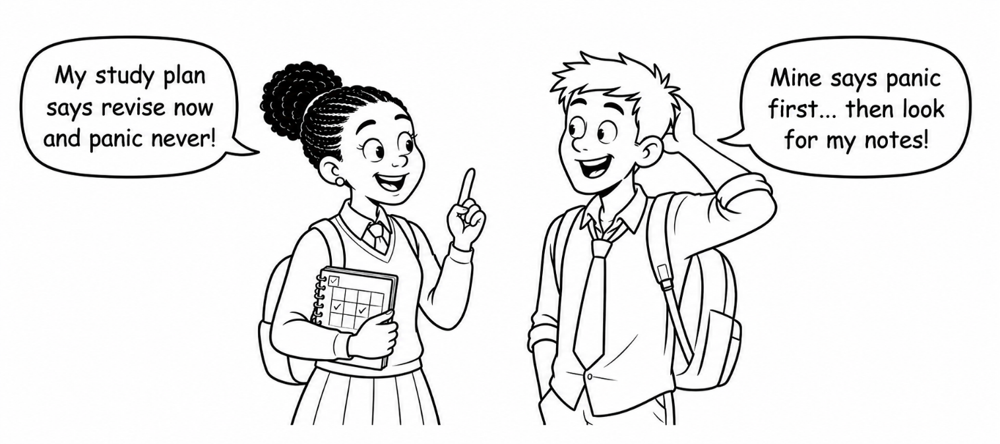 My study plan
says revise now
and panic never!
Mine says panic
first... then look
for my notes!